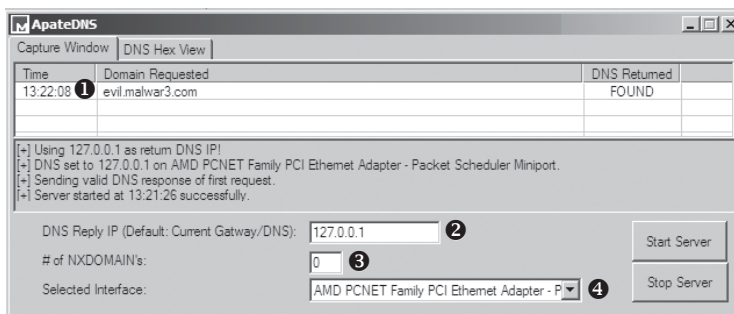 ApateDNS
Capture Window DNS Hex View
Time Domain Requested DNS Returned
13:22:08 ❶ evil.malwar3.com FOUND
[+] Using 127.0.0.1 as return DNS IP!
[+] DNS set to 127.0.0.1 on AMD PCNET Family PCI Ethernet Adapter - Packet Scheduler Miniport.
[+] Sending valid DNS response of first request.
[+] Server started at 13:21:26 successfully.
DNS Reply IP (Default: Current Gatway/DNS): 127.0.0.1 ❷
# of NXDOMAIN's: 0 ❸
Start Server
Selected Interface: AMD PCNET Family PCI Ethernet Adapter - P ❹
Stop Server